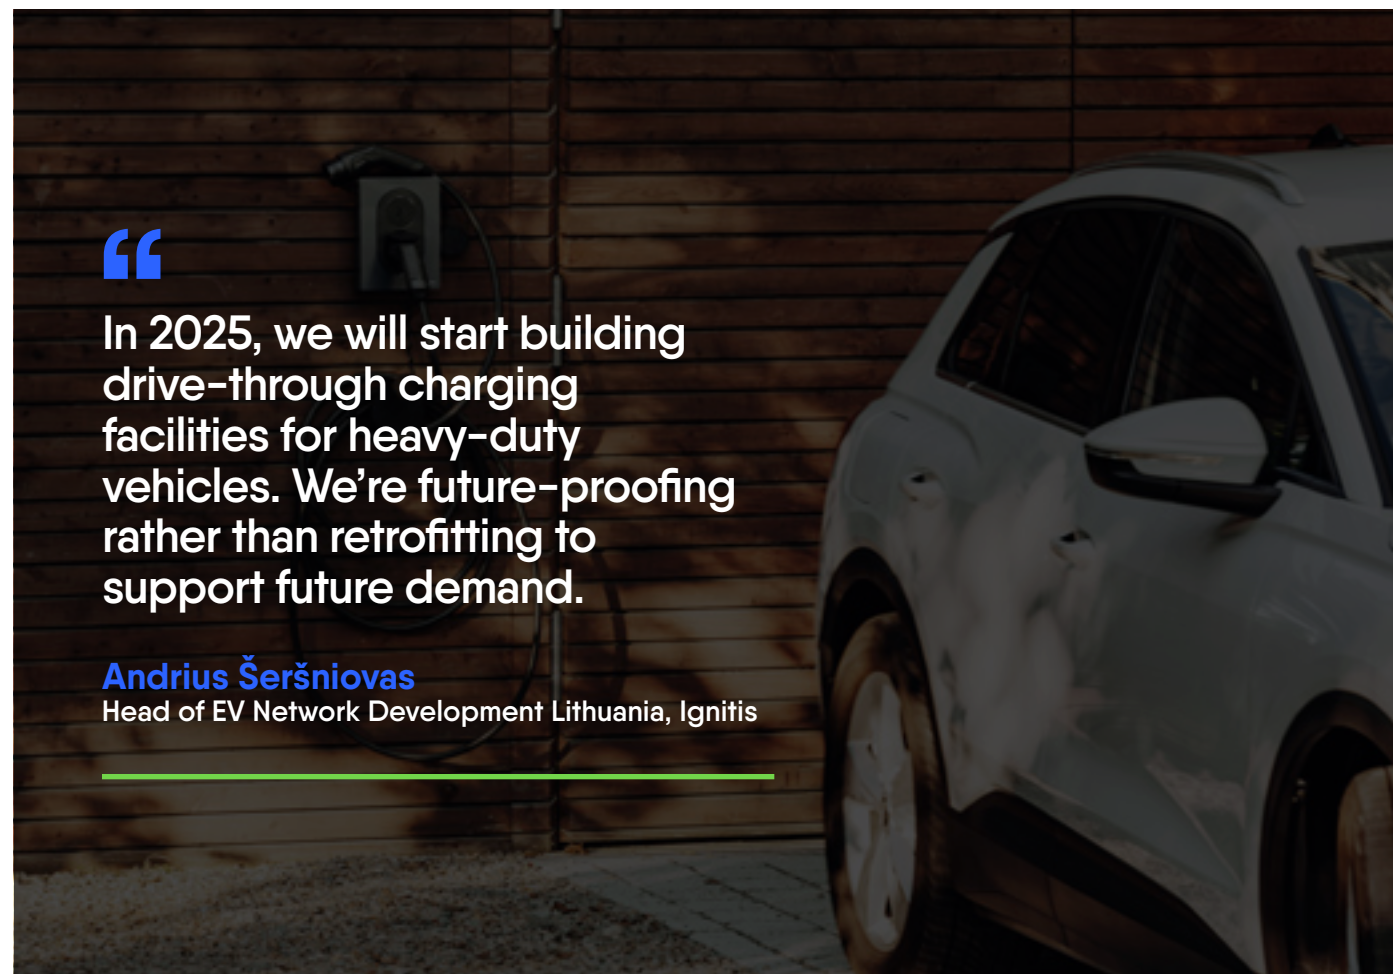 “
In 2025, we will start building
drive-through charging
facilities for heavy-duty
vehicles. We’re future-proofing
rather than retrofitting to
support future demand.
Andrius Šeršniovas
Head of EV Network Development Lithuania, Ignitis